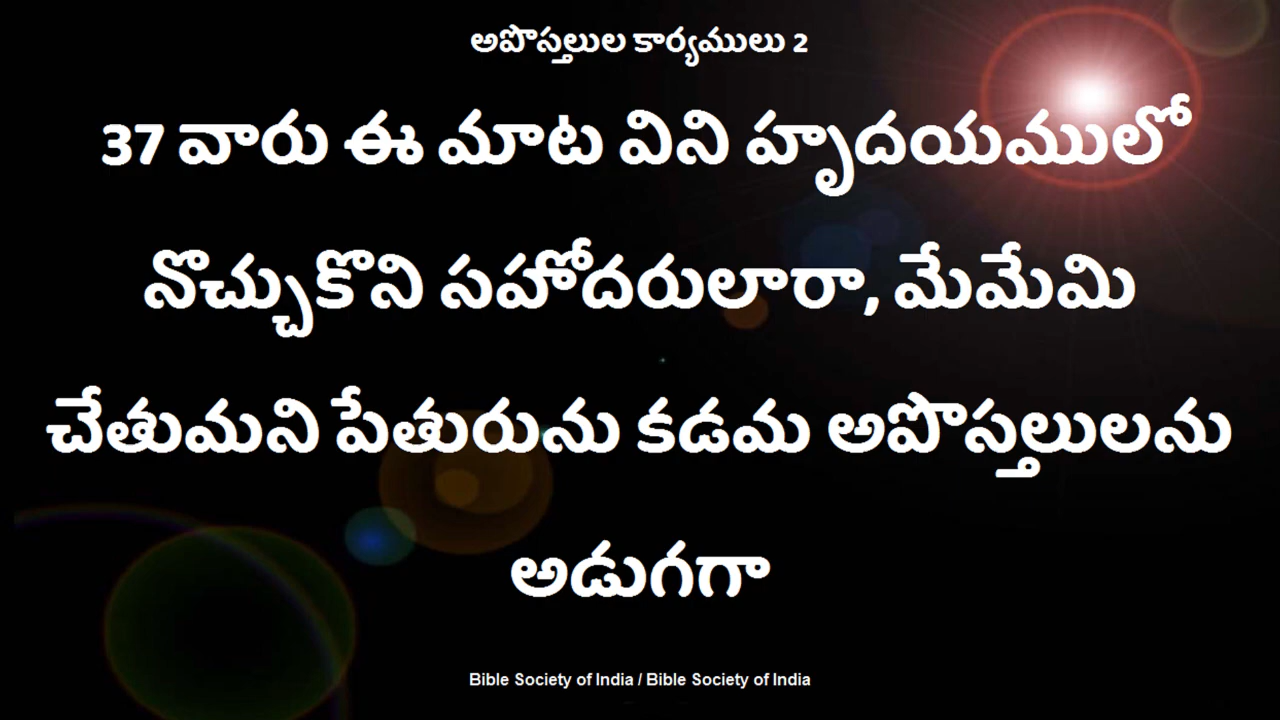 అపొస్తలుల కార్యములు 2
37 వారు ఈ మాట విని హృదయములో
నొచ్చుకొని సహోదరులారా, మేమేమి
చేతుమని పేతురును కడమ అపొస్తలులను
అడుగగా
Bible Society of India / Bible Society of India